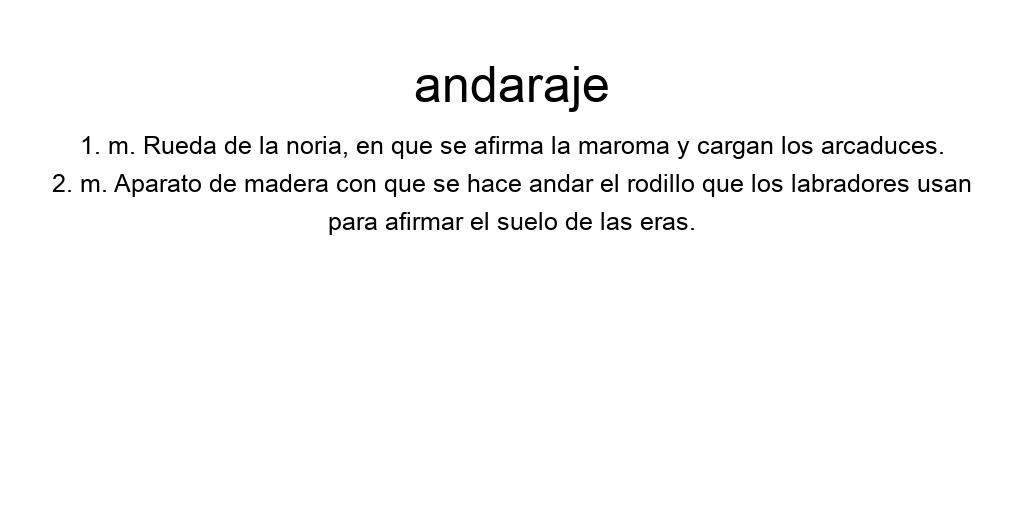 andaraje
1. m. Rueda de la noria, en que se afirma la maroma y cargan los arcaduces.
2. m. Aparato de madera con que se hace andar el rodillo que los labradores usan
para afirmar el suelo de las eras.